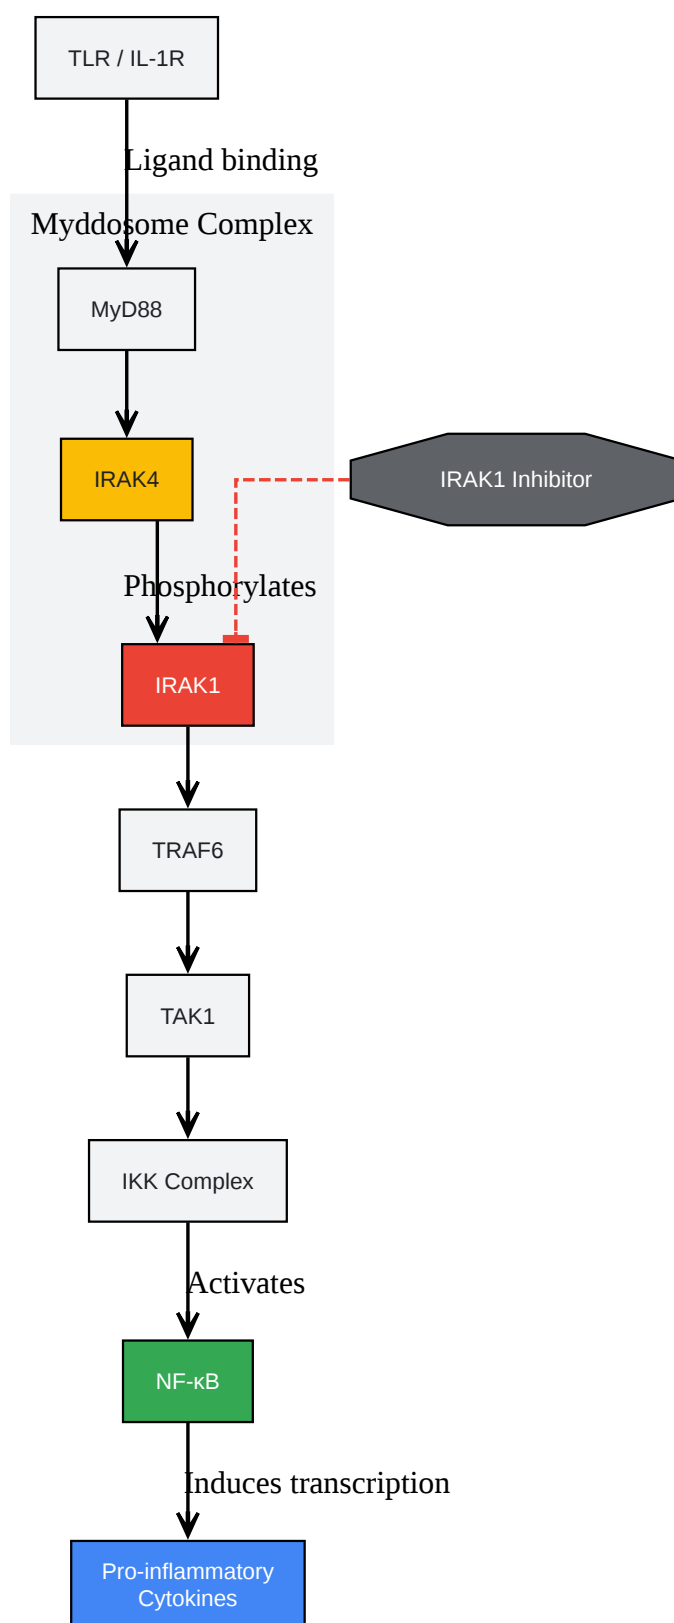 TLR / IL-1R
Ligand binding
Myddosome Complex
MyD88
IRAK4
IRAK1 Inhibitor
Phosphorylates
IRAK1
TRAF6
TAK1
IKK Complex
Activates
NF-κB
Induces transcription
Pro-inflammatory
Cytokines